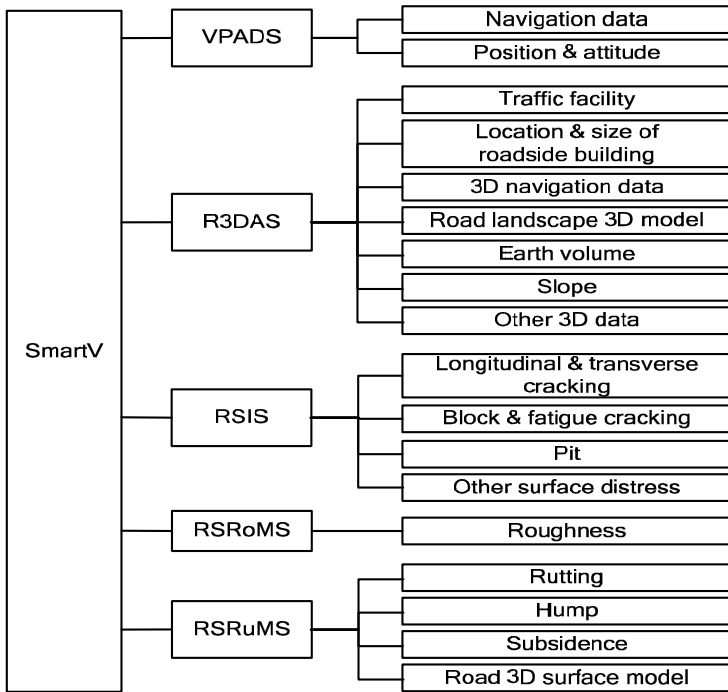 SmartV
VPADS
Navigation data
Position & attitude
R3DAS
Traffic facility
Location & size of
roadside building
3D navigation data
Road landscape 3D model
Earth volume
Slope
Other 3D data
RSIS
Longitudinal & transverse
cracking
Block & fatigue cracking
Pit
Other surface distress
RSRoMS
Roughness
RSRuMS
Rutting
Hump
Subsidence
Road 3D surface model